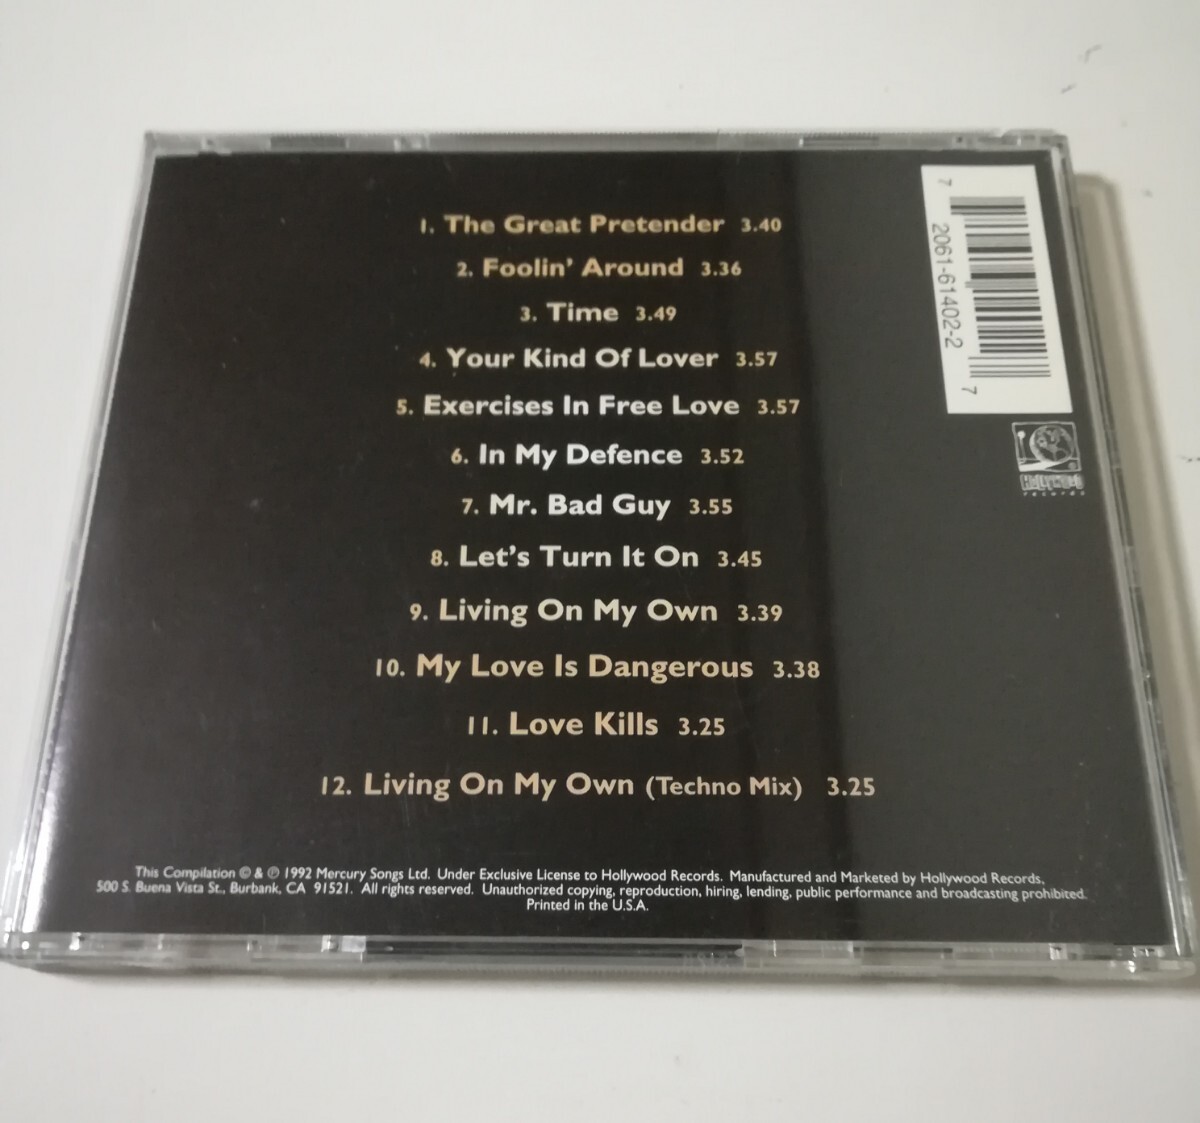 1. The Great Pretender 3.40
2. Foolin' Around 3.36
3. Time 3.49
4. Your Kind Of Lover 3.57
5. Exercises In Free Love 3.57
6. In My Defence 3.52
7. Mr. Bad Guy 3.55
8. Let's Turn It On 3.45
9. Living On My Own 3.39
10. My Love Is Dangerous 3.38
11. Love Kills 3.25
12. Living On My Own (Techno Mix) 3.25
7 2061-61402-2 7
HOLLYWOOD
records
This Compilation © & ℗ 1992 Mercury Songs Ltd. Under Exclusive License to Hollywood Records. Manufactured and Marketed by Hollywood Records,
500 S. Buena Vista St., Burbank, CA 91521. All rights reserved. Unauthorized copying, reproduction, hiring, lending, public performance and broadcasting prohibited.
Printed in the U.S.A.